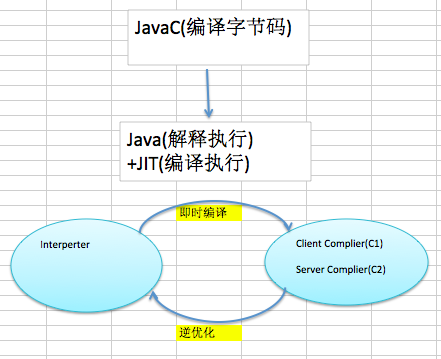 JavaC(编译字节码)
Java(解释执行)
+JIT(编译执行)
即时编译
Interperter
Client Complier(C1)
Server Complier(C2)
逆优化